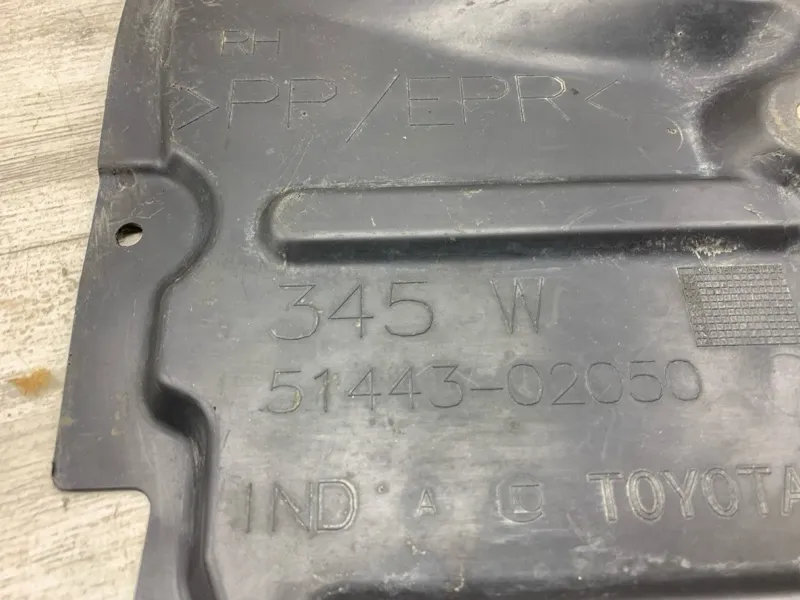 RH
>PP/EPR<
345 W
51443-02050
IND A TOYOTA